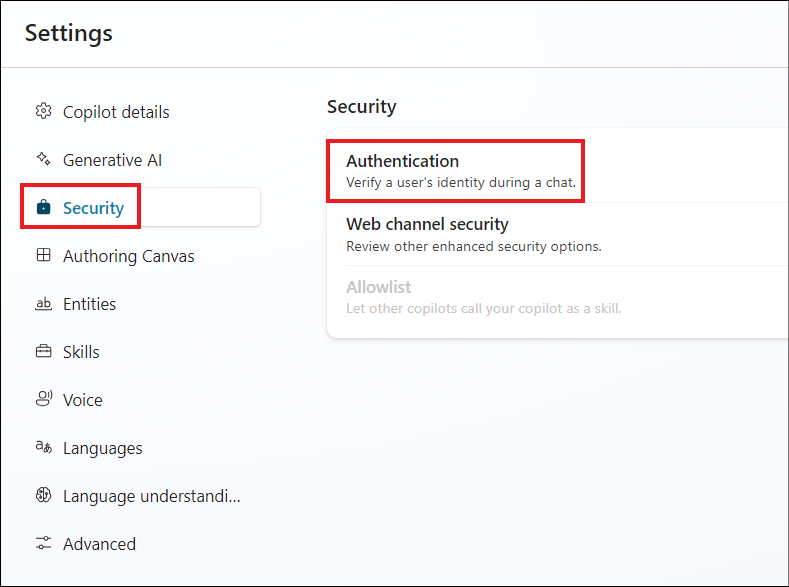 Settings
Copilot details
Generative AI
Security
Authoring Canvas
Entities
Skills
Voice
Languages
Language understandi...
Advanced
Security
Authentication
Verify a user's identity during a chat.
Web channel security
Review other enhanced security options.
Allowlist
Let other copilots call your copilot as a skill.